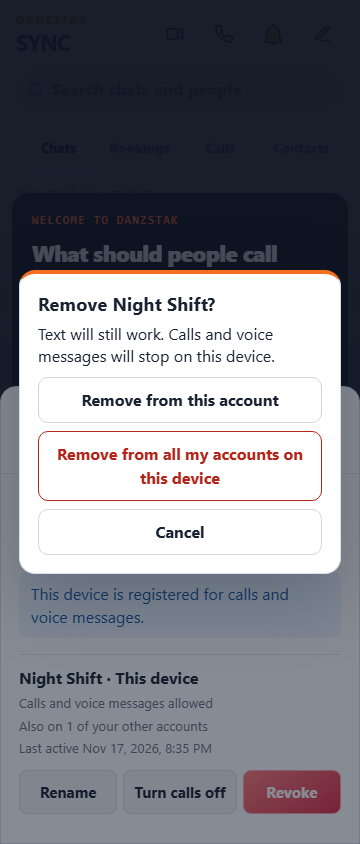 DANZSTAK
SYNC
Search chats and people
Chats Bookings Calls Contacts
WELCOME TO DANZSTAK
What should people call
Remove Night Shift?
Text will still work. Calls and voice
messages will stop on this device.
Remove from this account
Remove from all my accounts on
this device
Cancel
This device is registered for calls and
voice messages.
Night Shift · This device
Calls and voice messages allowed
Also on 1 of your other accounts
Last active Nov 17, 2026, 8:35 PM
Rename Turn calls off Revoke